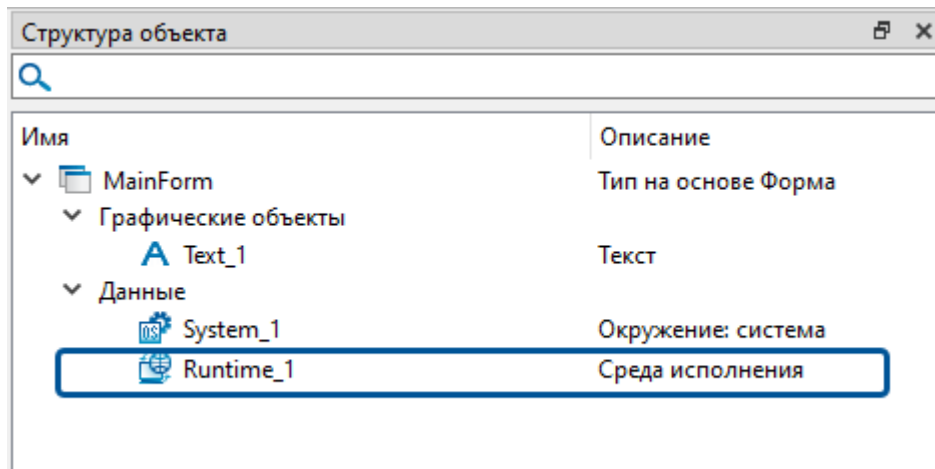 Структура объекта
Имя Описание
MainForm Тип на основе Форма
Графические объекты
A Text_1 Текст
Данные
OS System_1 Окружение: система
Runtime_1 Среда исполнения